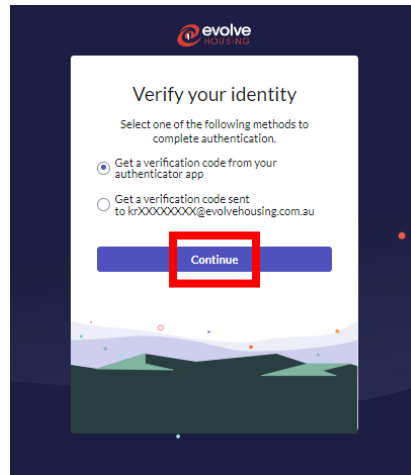 evolve
HOUSING
Verify your identity
Select one of the following methods to
complete authentication.
Get a verification code from your
authenticator app
Get a verification code sent
to krXXXXXXXX@evolvehousing.com.au
Continue